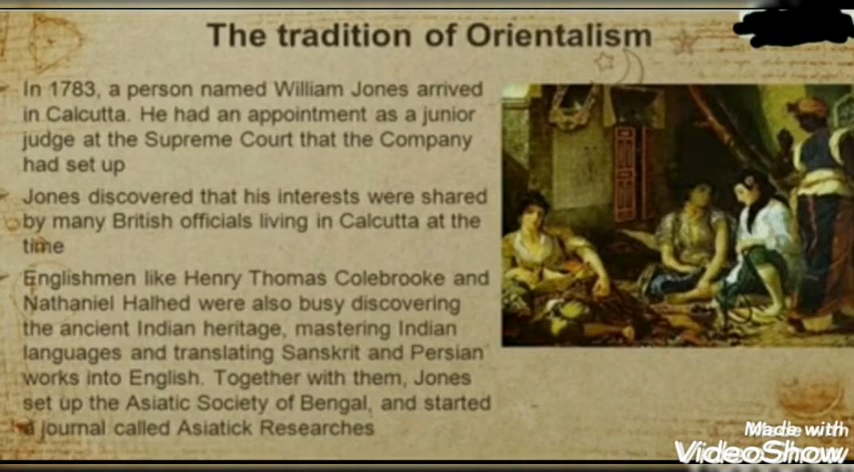 The tradition of Orientalism
In 1783, a person named William Jones arrived
in Calcutta. He had an appointment as a junior
judge at the Supreme Court that the Company
had set up
Jones discovered that his interests were shared
by many British officials living in Calcutta at the
time
Englishmen like Henry Thomas Colebrooke and
Nathaniel Halhed were also busy discovering
the ancient Indian heritage, mastering Indian
languages and translating Sanskrit and Persian
works into English. Together with them, Jones
set up the Asiatic Society of Bengal, and started
a journal called Asiatick Researches
Made with
VideoShow